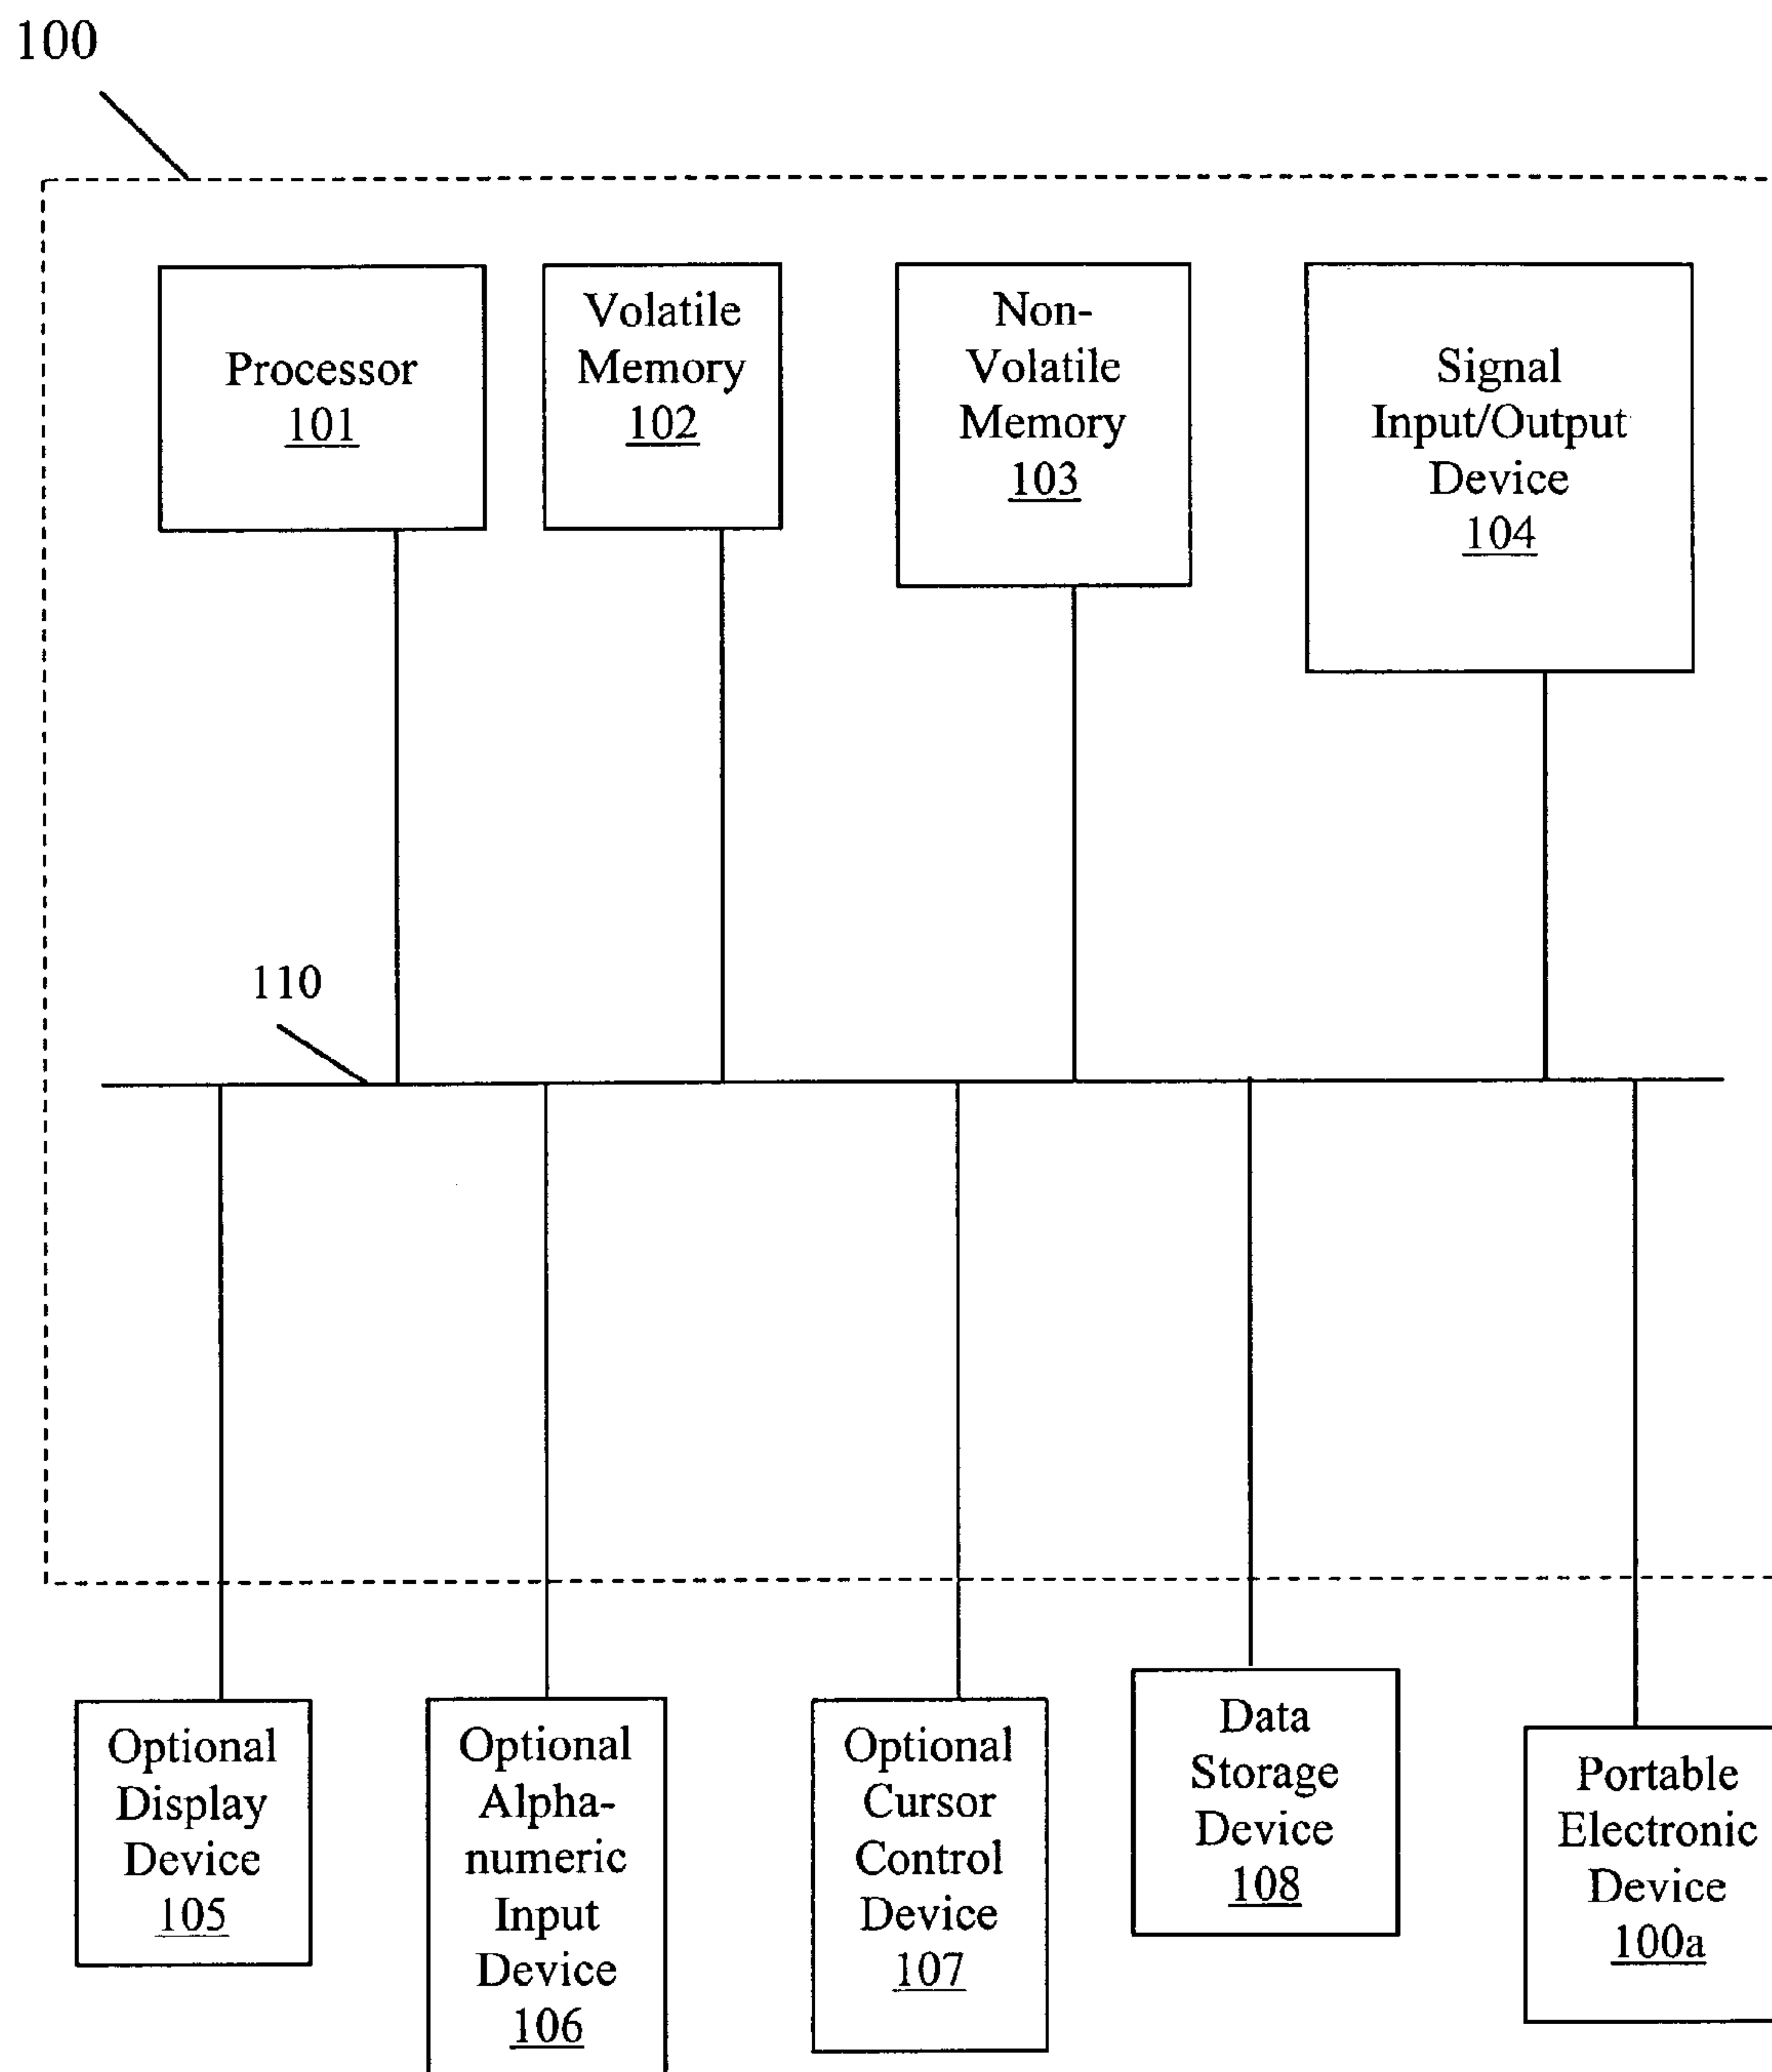 100
Processor
101
Volatile
Memory
102
Non-
Volatile
Memory
103
Signal
Input/Output
Device
104
110
Optional
Display
Device
105
Optional
Alpha-
numeric
Input
Device
106
Optional
Cursor
Control
Device
107
Data
Storage
Device
108
Portable
Electronic
Device
100a